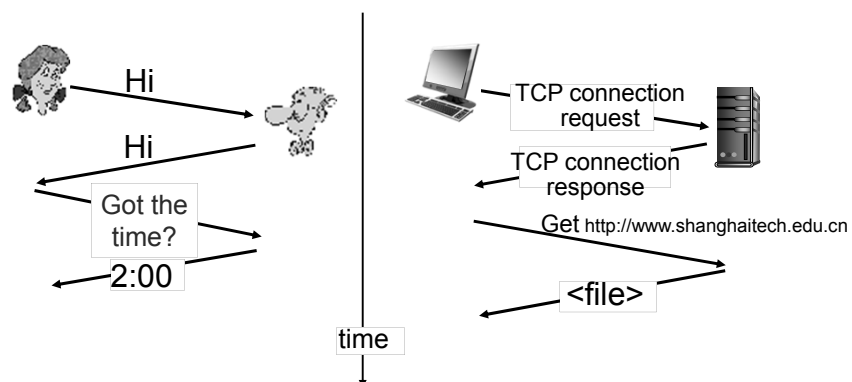 Hi
Hi
Got the
time?
2:00
TCP connection
request
TCP connection
response
Get http://www.shanghaitech.edu.cn
<file>
time